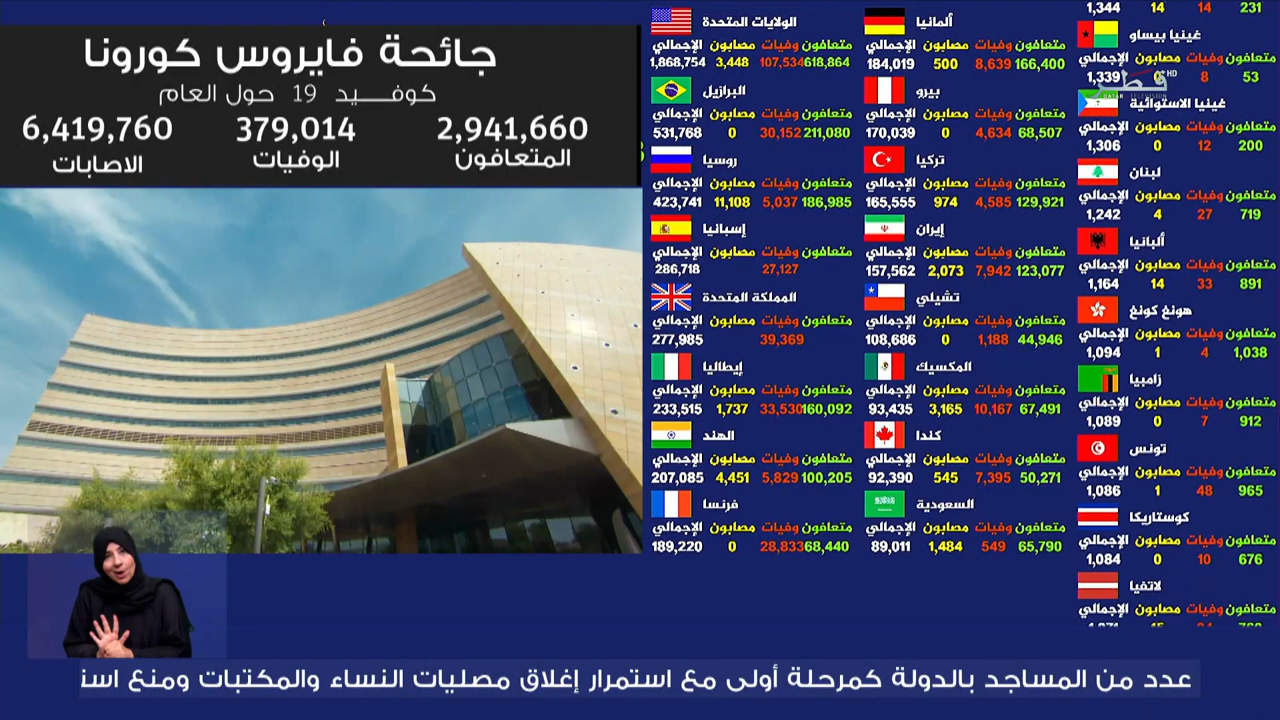 جائحة فايروس كورونا
كوفيد 19 حول العام
2,941,660 379,014 6,419,760
المتعافون الوفيات الاصابات
الولايات المتحدة
الإجمالي مصابون وفيات متعافون
1,868,754 3,448 107,534 618,864
البرازيل
الإجمالي مصابون وفيات متعافون
531,768 0 30,152 211,080
روسيا
الإجمالي مصابون وفيات متعافون
423,741 11,108 5,037 186,985
إسبانيا
الإجمالي مصابون وفيات متعافون
286,718 27,127
المملكة المتحدة
الإجمالي مصابون وفيات متعافون
277,985 39,369
إيطاليا
الإجمالي مصابون وفيات متعافون
233,515 1,737 33,530 160,092
الهند
الإجمالي مصابون وفيات متعافون
207,085 4,451 5,829 100,205
فرنسا
الإجمالي مصابون وفيات متعافون
189,220 0 28,833 68,440
ألمانيا
الإجمالي مصابون وفيات متعافون
184,019 500 8,639 166,400
بيرو
الإجمالي مصابون وفيات متعافون
170,039 0 4,634 68,507
تركيا
الإجمالي مصابون وفيات متعافون
165,555 974 4,585 129,921
إيران
الإجمالي مصابون وفيات متعافون
157,562 2,073 7,942 123,077
تشيلي
الإجمالي مصابون وفيات متعافون
108,686 0 1,188 44,946
المكسيك
الإجمالي مصابون وفيات متعافون
93,435 3,165 10,167 67,491
كندا
الإجمالي مصابون وفيات متعافون
92,390 545 7,395 50,271
السعودية
الإجمالي مصابون وفيات متعافون
89,011 1,484 549 65,790
1,344 14 14 231
غينيا بيساو
الإجمالي مصابون وفيات متعافون
1,339 8 53
قطر HD
QATAR TELEVISION
غينيا الاستوائية
الإجمالي مصابون وفيات متعافون
1,306 0 12 200
لبنان
الإجمالي مصابون وفيات متعافون
1,242 4 27 719
ألبانيا
الإجمالي مصابون وفيات متعافون
1,164 14 33 891
هونغ كونغ
الإجمالي مصابون وفيات متعافون
1,094 1 4 1,038
زامبيا
الإجمالي مصابون وفيات متعافون
1,089 0 7 912
تونس
الإجمالي مصابون وفيات متعافون
1,086 1 48 965
كوستاريكا
الإجمالي مصابون وفيات متعافون
1,084 0 10 676
لاتفيا
الإجمالي مصابون وفيات متعافون
عدد من المساجد بالدولة كمرحلة أولى مع استمرار إغلاق مصليات النساء والمكتبات ومنع